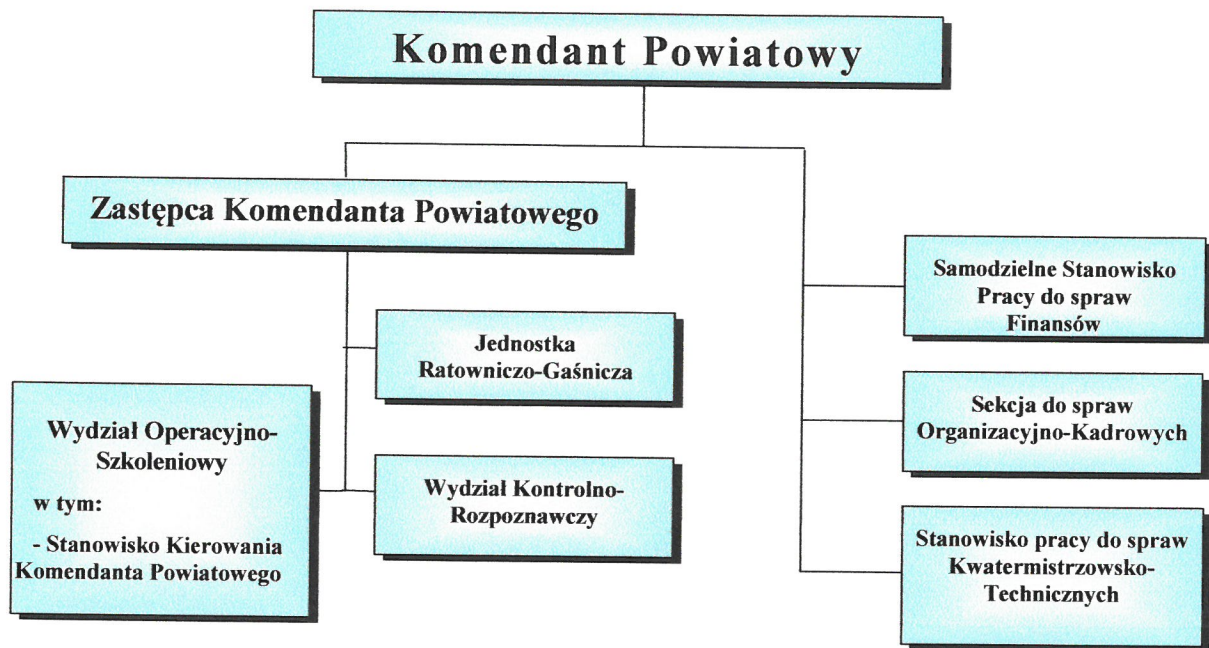 Komendant Powiatowy
Zastępca Komendanta Powiatowego
Samodzielne Stanowisko
Pracy do spraw
Finansów
Jednostka
Ratowniczo-Gaśnicza
Sekcja do spraw
Organizacyjno-Kadrowych
Wydział Operacyjno-
Szkoleniowy
w tym:
- Stanowisko Kierowania
Komendanta Powiatowego
Wydział Kontrolno-
Rozpoznawczy
Stanowisko pracy do spraw
Kwatermistrzowsko-
Technicznych